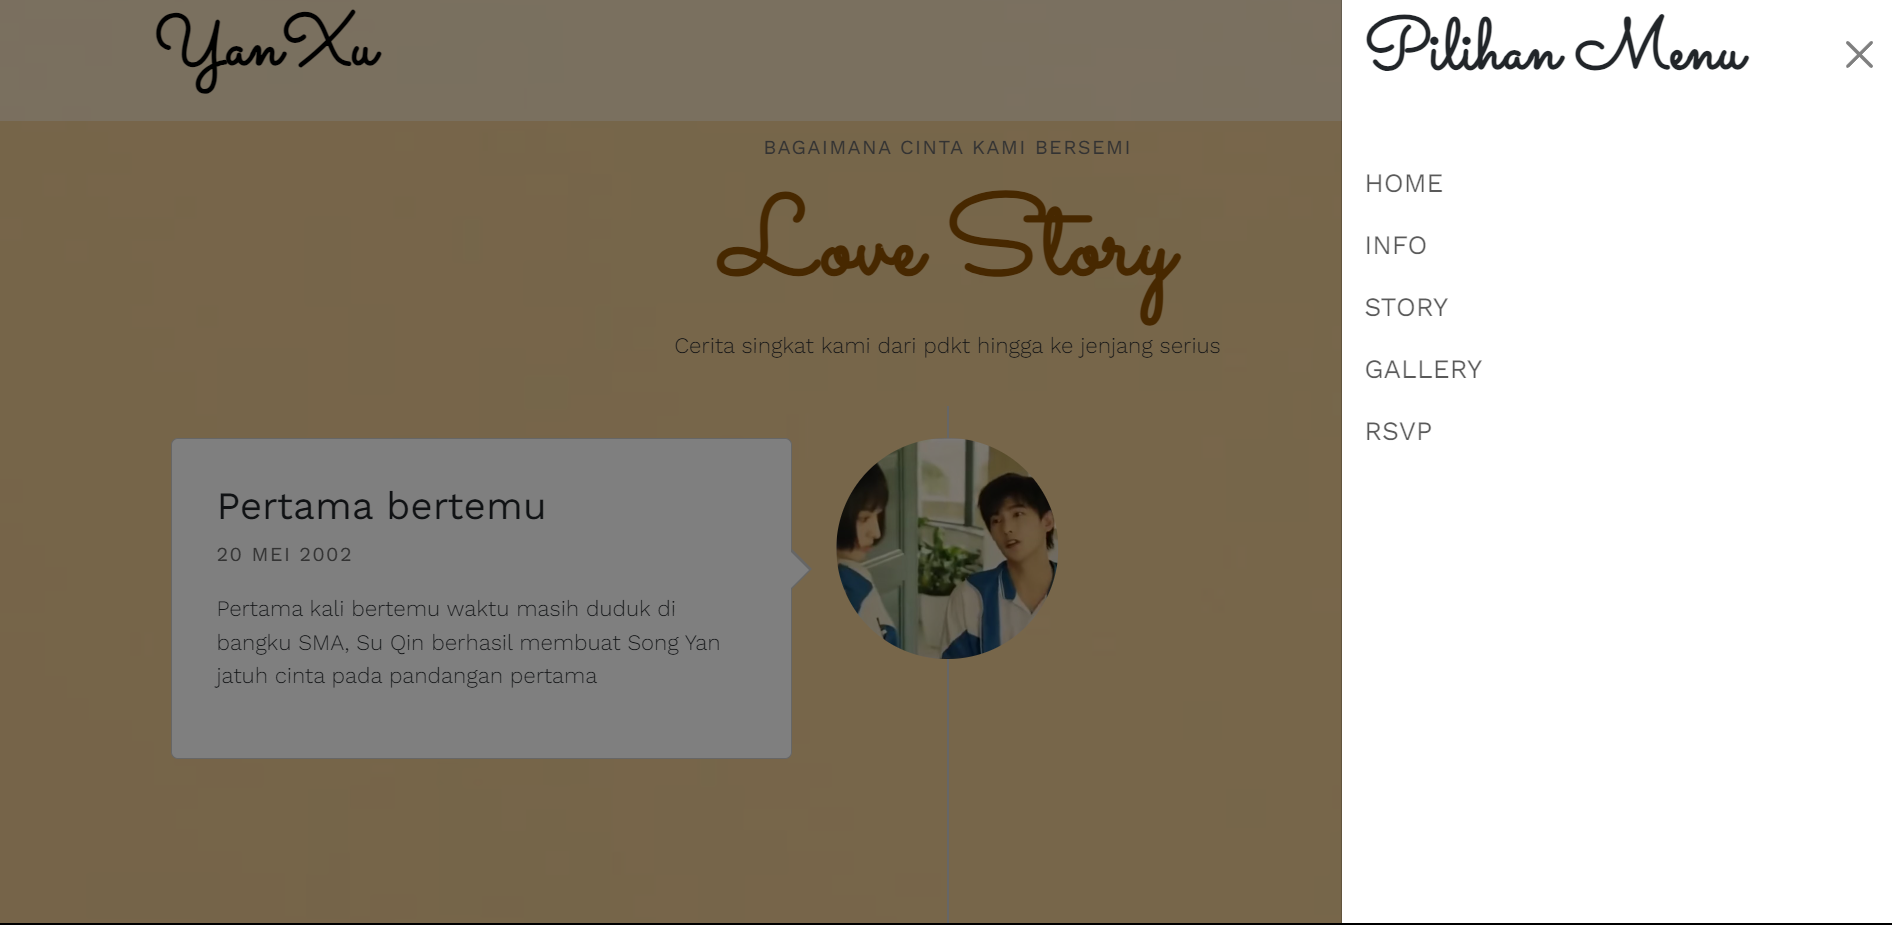 YanXu
BAGAIMANA CINTA KAMI BERSEMI
Love Story
Cerita singkat kami dari pdkt hingga ke jenjang serius
Pertama bertemu
20 MEI 2002
Pertama kali bertemu waktu masih duduk di
bangku SMA, Su Qin berhasil membuat Song Yan
jatuh cinta pada pandangan pertama
Pilihan Menu
HOME
INFO
STORY
GALLERY
RSVP